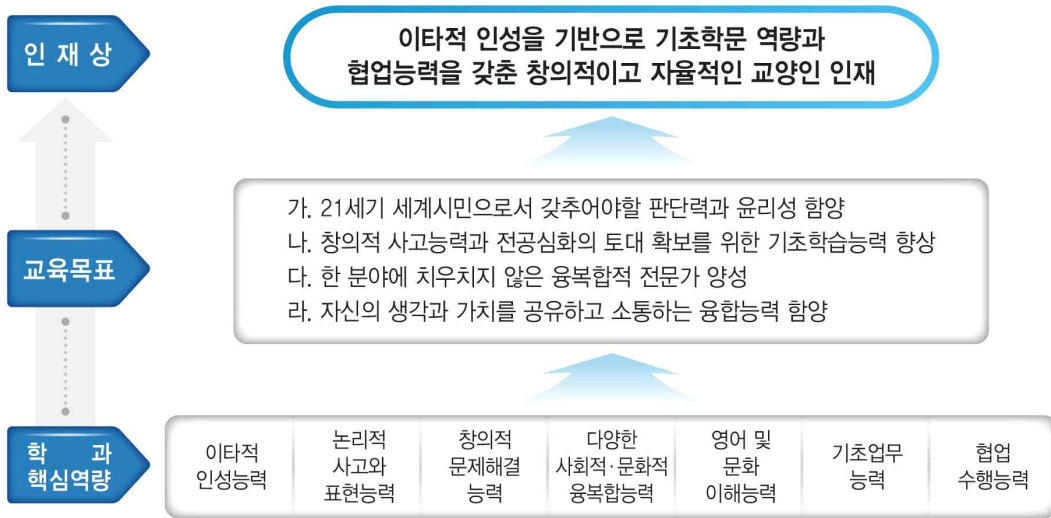 인 재 상
이타적 인성을 기반으로 기초학문 역량과
협업능력을 갖춘 창의적이고 자율적인 교양인 인재
교육목표
가. 21세기 세계시민으로서 갖추어야할 판단력과 윤리성 함양
나. 창의적 사고능력과 전공심화의 토대 확보를 위한 기초학습능력 향상
다. 한 분야에 치우치지 않은 융복합적 전문가 양성
라. 자신의 생각과 가치를 공유하고 소통하는 융합능력 함양
학 과
핵심역량
이타적
인성능력
논리적
사고와
표현능력
창의적
문제해결
능력
다양한
사회적·문화적
융복합능력
영어 및
문화
이해능력
기초업무
능력
협업
수행능력